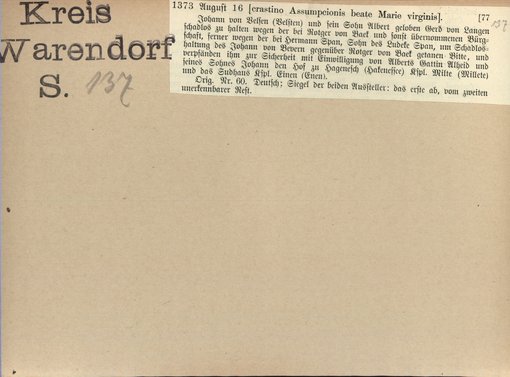 Kreis
Warendorf
S. 137
1373 August 16 [crastino Assumpcionis beate Marie virginis]. [77
137
Johann von Velsen (Velsten) und sein Sohn Albert geloben Gerd von Langen
schadlos zu halten wegen der bei Rotger von Back und sonst übernommenen Bürg-
schaft, ferner wegen der bei Hermann Span, Sohn des Ludeke Span, um Schadlos-
haltung des Johann von Bevern gegenüber Rotger von Back getanen Bitte, und
verpfänden ihm zur Sicherheit mit Einwilligung von Alberts Gattin Alheid und
seines Sohnes Johann den Hof zu Hagenesch (Hakenessce) Kspl. Milte (Millete)
und das Sudhaus Kspl. Einen (Enen).
Orig. Nr. 60. Deutsch; Siegel der beiden Aussteller: das erste ab, vom zweiten
unerkennbarer Rest.